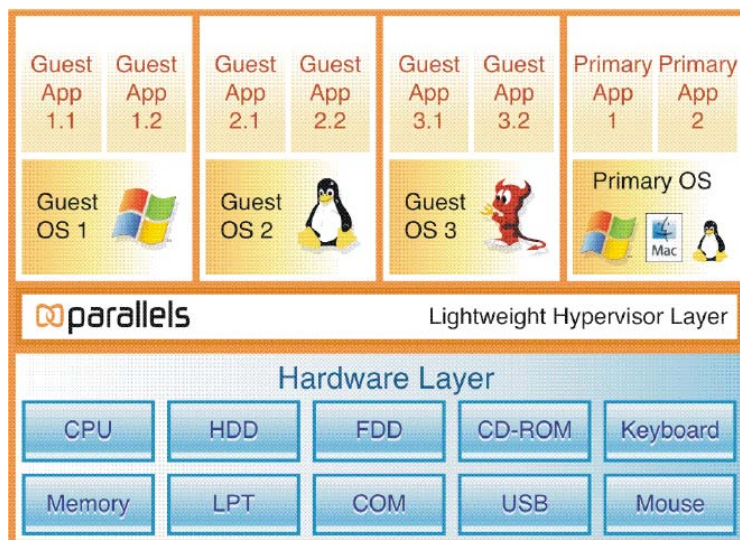 Guest App 1.1
Guest App 1.2
Guest App 2.1
Guest App 2.2
Guest App 3.1
Guest App 3.2
Primary App 1
Primary App 2
Guest OS 1
Guest OS 2
Guest OS 3
Primary OS
Mac
parallels
Lightweight Hypervisor Layer
Hardware Layer
CPU
HDD
FDD
CD-ROM
Keyboard
Memory
LPT
COM
USB
Mouse